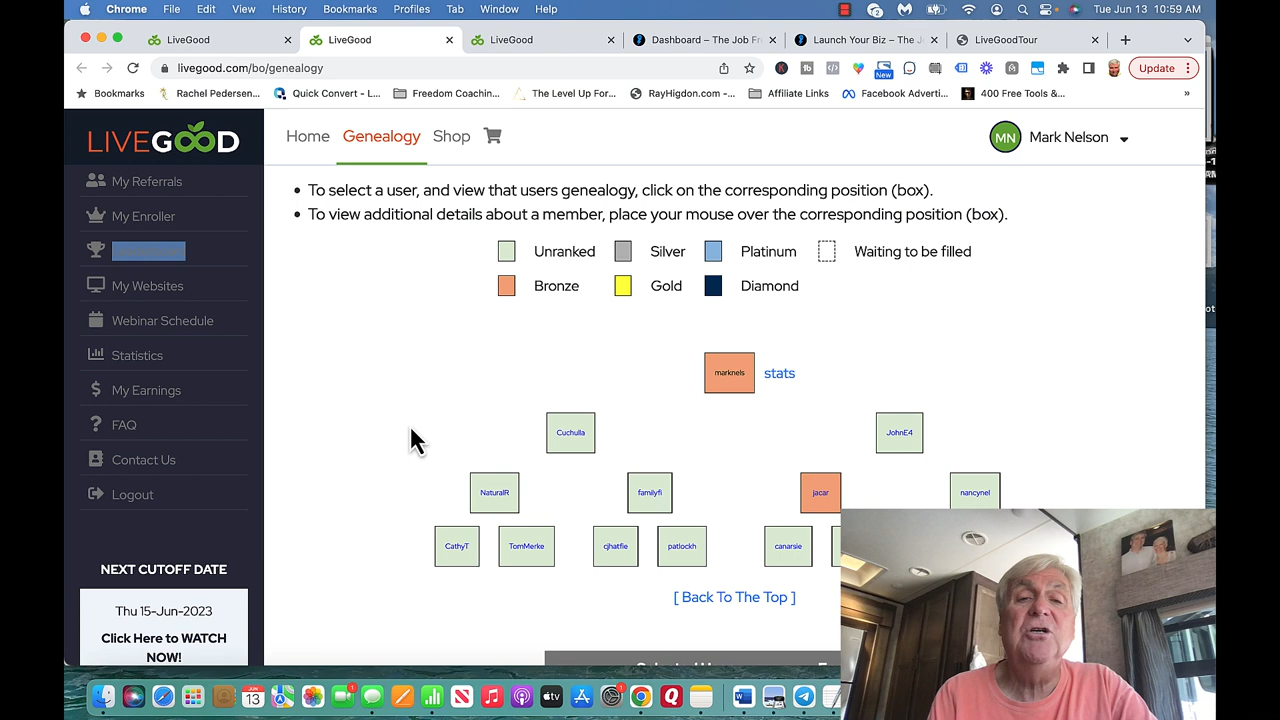 Chrome File Edit View History Bookmarks Profiles Tab Window Help
2
Tue Jun 13 10:59 AM
LiveGood
LiveGood
LiveGood
Dashboard – The Job Fr
Launch Your Biz – The J
LiveGoodTour
livegood.com/bo/genealogy
New
Update
Bookmarks
Rachel Pedersen...
Quick Convert - L...
Freedom Coachin...
The Level Up For...
RayHigdon.com -...
Affiliate Links
Facebook Adverti...
400 Free Tools &...
»
LIVEGOOD
Home
Genealogy
Shop
MN
Mark Nelson
My Referrals
My Enroller
My Websites
Webinar Schedule
Statistics
My Earnings
FAQ
Contact Us
Logout
NEXT CUTOFF DATE
Thu 15-Jun-2023
Click Here to WATCH
NOW!
• To select a user, and view that users genealogy, click on the corresponding position (box).
• To view additional details about a member, place your mouse over the corresponding position (box).
Unranked
Silver
Platinum
Waiting to be filled
Bronze
Gold
Diamond
marknels
stats
Cuchulla
JohnE4
NaturalR
familyfi
jacar
nancynel
CathyT
TomMerke
cjhatfie
patlockh
canarsie
[ Back To The Top ]
JUN
13
1
tv
1